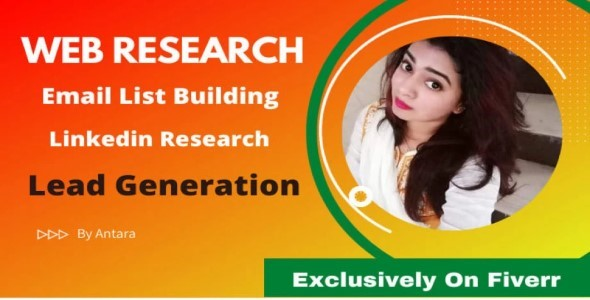 WEB RESEARCH
Email List Building
Linkedin Research
Lead Generation
By Antara
Exclusively On Fiverr